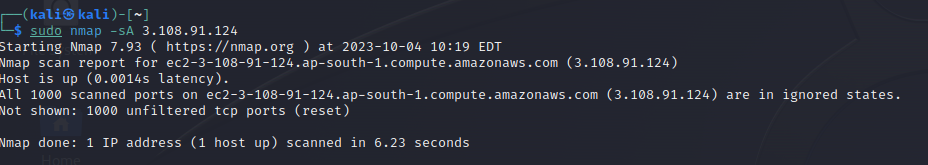 ┌──(kali㉿kali)-[~]
└─$ sudo nmap -sA 3.108.91.124
Starting Nmap 7.93 ( https://nmap.org ) at 2023-10-04 10:19 EDT
Nmap scan report for ec2-3-108-91-124.ap-south-1.compute.amazonaws.com (3.108.91.124)
Host is up (0.0014s latency).
All 1000 scanned ports on ec2-3-108-91-124.ap-south-1.compute.amazonaws.com (3.108.91.124) are in ignored states.
Not shown: 1000 unfiltered tcp ports (reset)
Nmap done: 1 IP address (1 host up) scanned in 6.23 seconds
Home